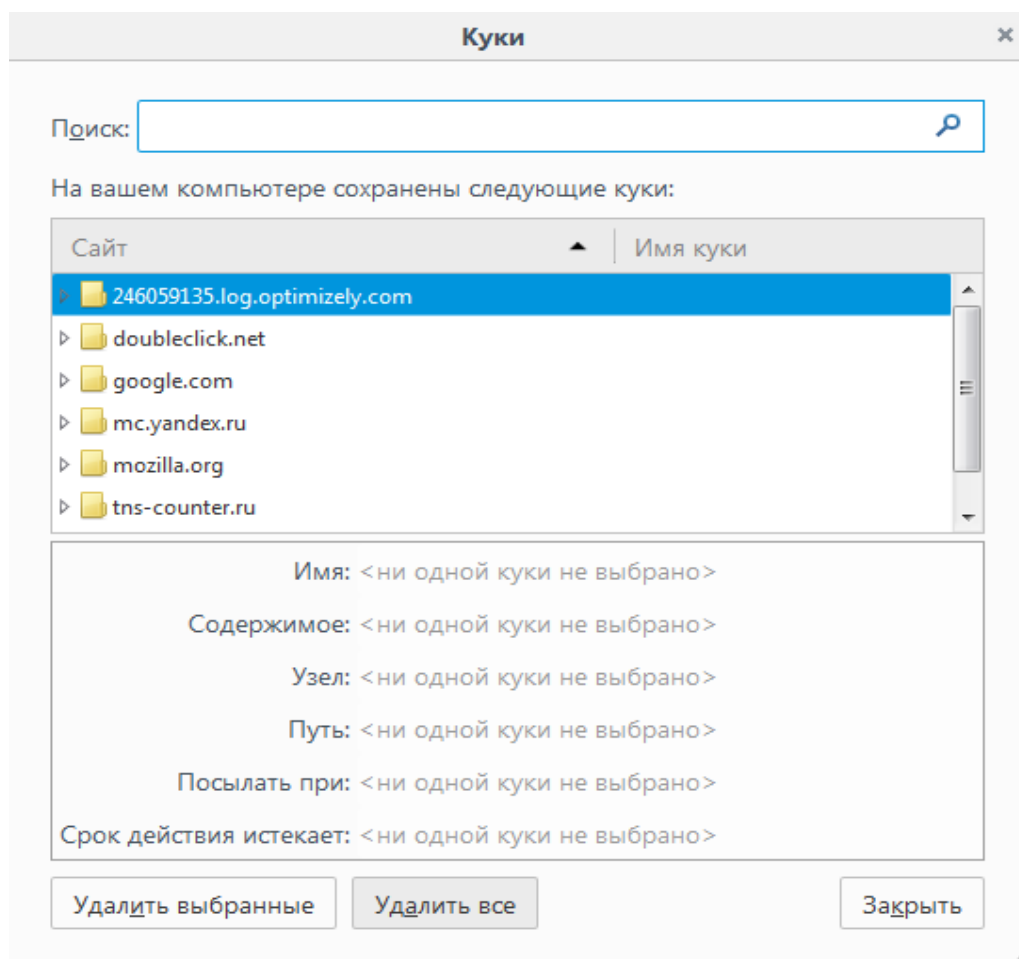 Куки
Поиск:
На вашем компьютере сохранены следующие куки:
Сайт Имя куки
246059135.log.optimizely.com
doubleclick.net
google.com
mc.yandex.ru
mozilla.org
tns-counter.ru
Имя: <ни одной куки не выбрано>
Содержимое: <ни одной куки не выбрано>
Узел: <ни одной куки не выбрано>
Путь: <ни одной куки не выбрано>
Посылать при: <ни одной куки не выбрано>
Срок действия истекает: <ни одной куки не выбрано>
Удалить выбранные Удалить все Закрыть